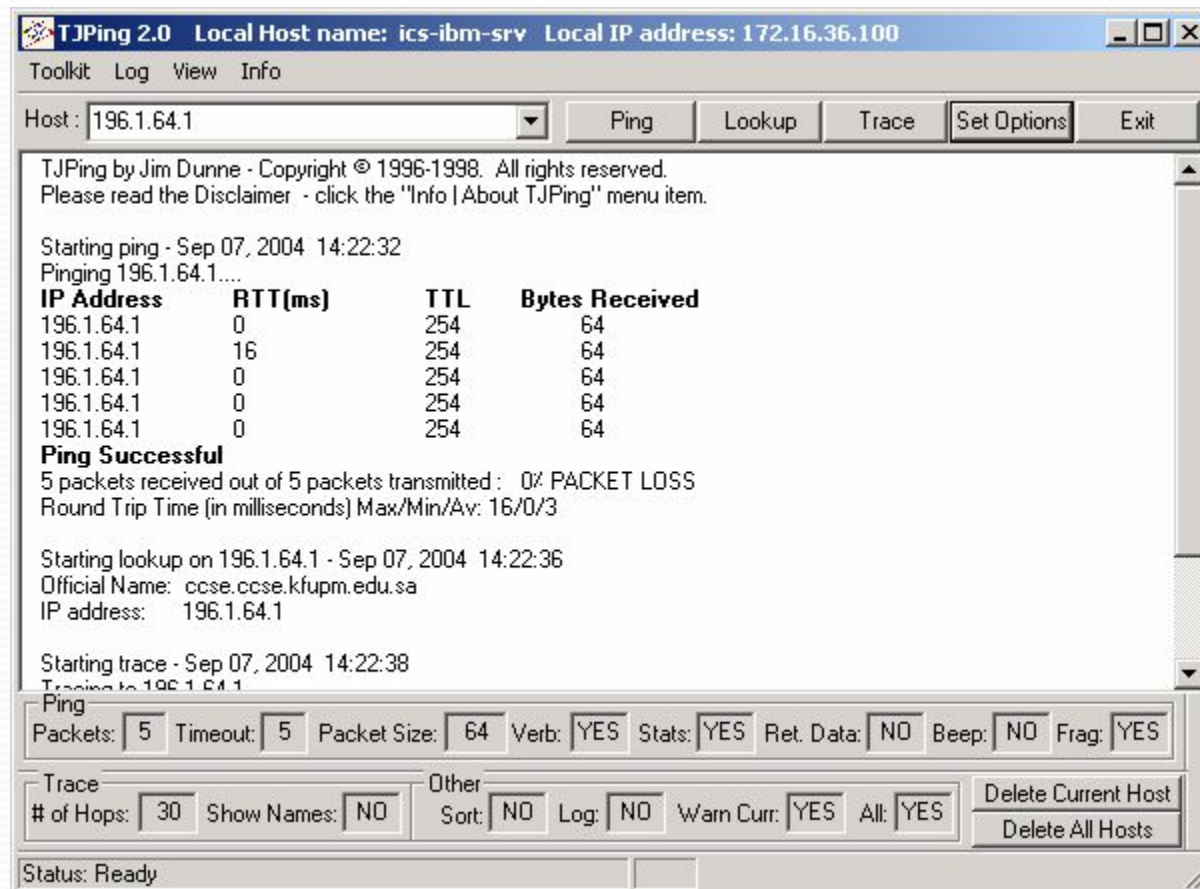 TJPing 2.0 Local Host name: ics-ibm-srv Local IP address: 172.16.36.100
Toolkit Log View Info
Host : 196.1.64.1 Ping Lookup Trace Set Options Exit
TJPing by Jim Dunne - Copyright © 1996-1998. All rights reserved.
Please read the Disclaimer - click the "Info | About TJPing" menu item.
Starting ping - Sep 07, 2004 14:22:32
Pinging 196.1.64.1....
IP Address RTT(ms) TTL Bytes Received
196.1.64.1 0 254 64
196.1.64.1 16 254 64
196.1.64.1 0 254 64
196.1.64.1 0 254 64
196.1.64.1 0 254 64
Ping Successful
5 packets received out of 5 packets transmitted : 0% PACKET LOSS
Round Trip Time (in milliseconds) Max/Min/Av: 16/0/3
Starting lookup on 196.1.64.1 - Sep 07, 2004 14:22:36
Official Name: ccse.ccse.kfupm.edu.sa
IP address: 196.1.64.1
Starting trace - Sep 07, 2004 14:22:38
Tracing to 196.1.64.1
Ping
Packets: 5 Timeout: 5 Packet Size: 64 Verb: YES Stats: YES Ret. Data: NO Beep: NO Frag: YES
Trace
# of Hops: 30 Show Names: NO
Other
Sort: NO Log: NO Warn Curr: YES All: YES
Delete Current Host
Delete All Hosts
Status: Ready